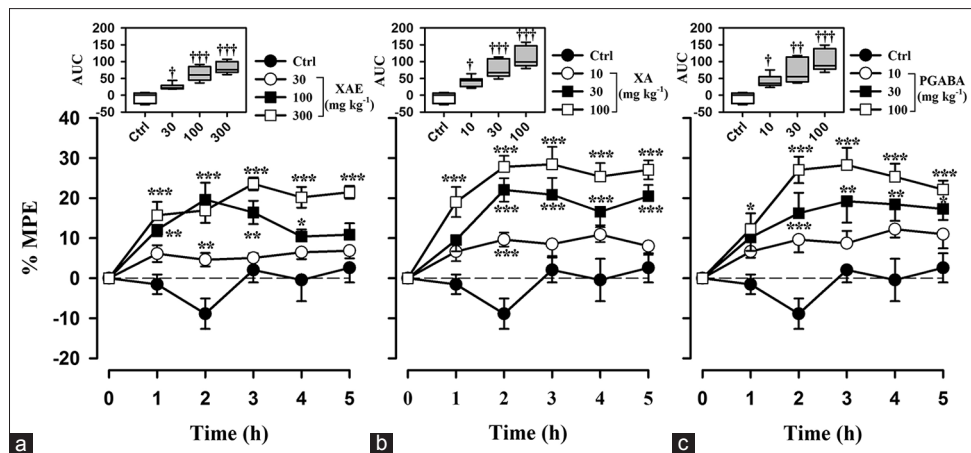 200
150
100
50
0
-50
AUC
† ††† †††
Ctrl 30 100 300
Ctrl
30
100
300
XAE
(mg kg-1)
200
150
100
50
0
-50
AUC
† ††† †††
Ctrl 10 30 100
Ctrl
10
30
100
XA
(mg kg-1)
200
150
100
50
0
-50
AUC
† †† †††
Ctrl 10 30 100
Ctrl
10
30
100
PGABA
(mg kg-1)
40
30
20
10
0
-10
-20
% MPE
*** *** *** *** ***
** ** ** *
*** *** *** *** ***
*** *** *** ***
***
* *** *** *** ***
*** ** ** *
0 1 2 3 4 5
Time (h)
a
0
0 1 2 3 4 5
Time (h)
b
0
0 1 2 3 4 5
Time (h)
c